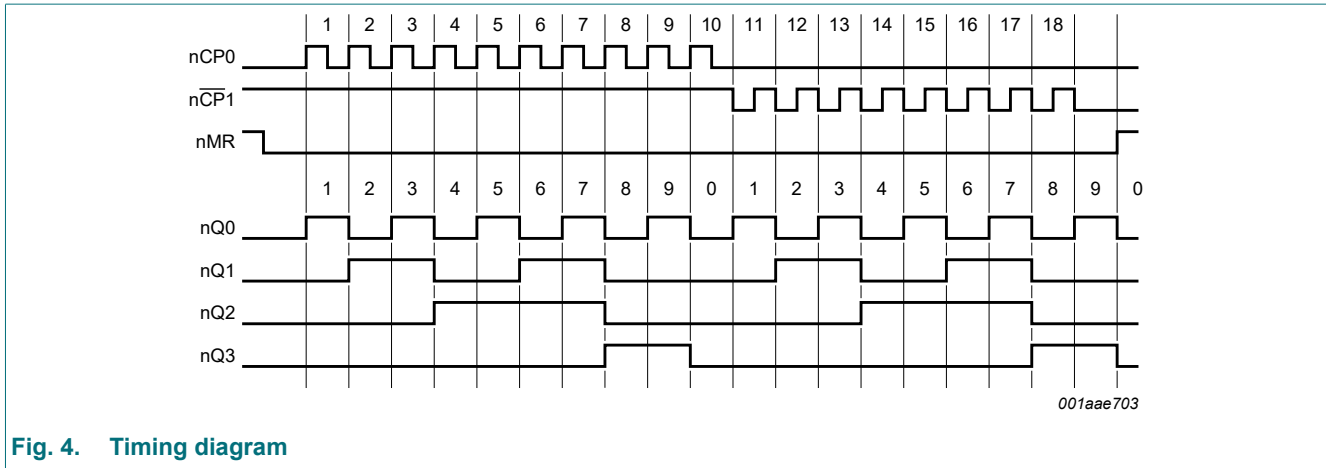 1 2 3 4 5 6 7 8 9 10 11 12 13 14 15 16 17 18
nCP0
nC̅P̅1
nMR
1 2 3 4 5 6 7 8 9 0 1 2 3 4 5 6 7 8 9 0
nQ0
nQ1
nQ2
nQ3
001aae703
Fig. 4. Timing diagram